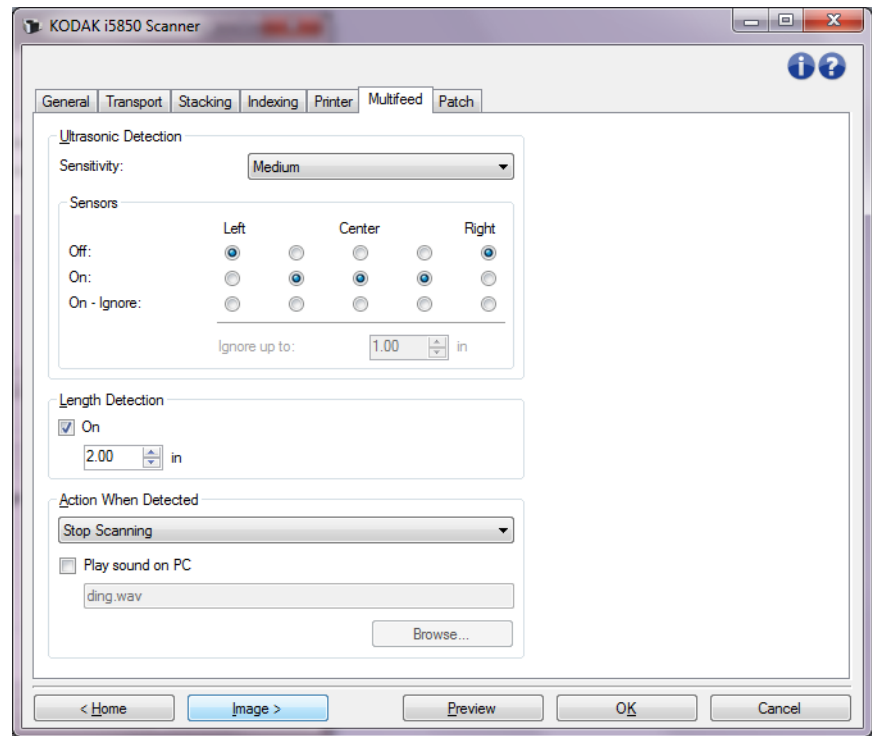 KODAK i5850 Scanner
General Transport Stacking Indexing Printer Multifeed Patch
Ultrasonic Detection
Sensitivity: Medium
Sensors
Left Center Right
Off:
On:
On - Ignore:
Ignore up to: 1.00 in
Length Detection
On
2.00 in
Action When Detected
Stop Scanning
Play sound on PC
ding.wav
Browse...
< Home Image > Preview OK Cancel